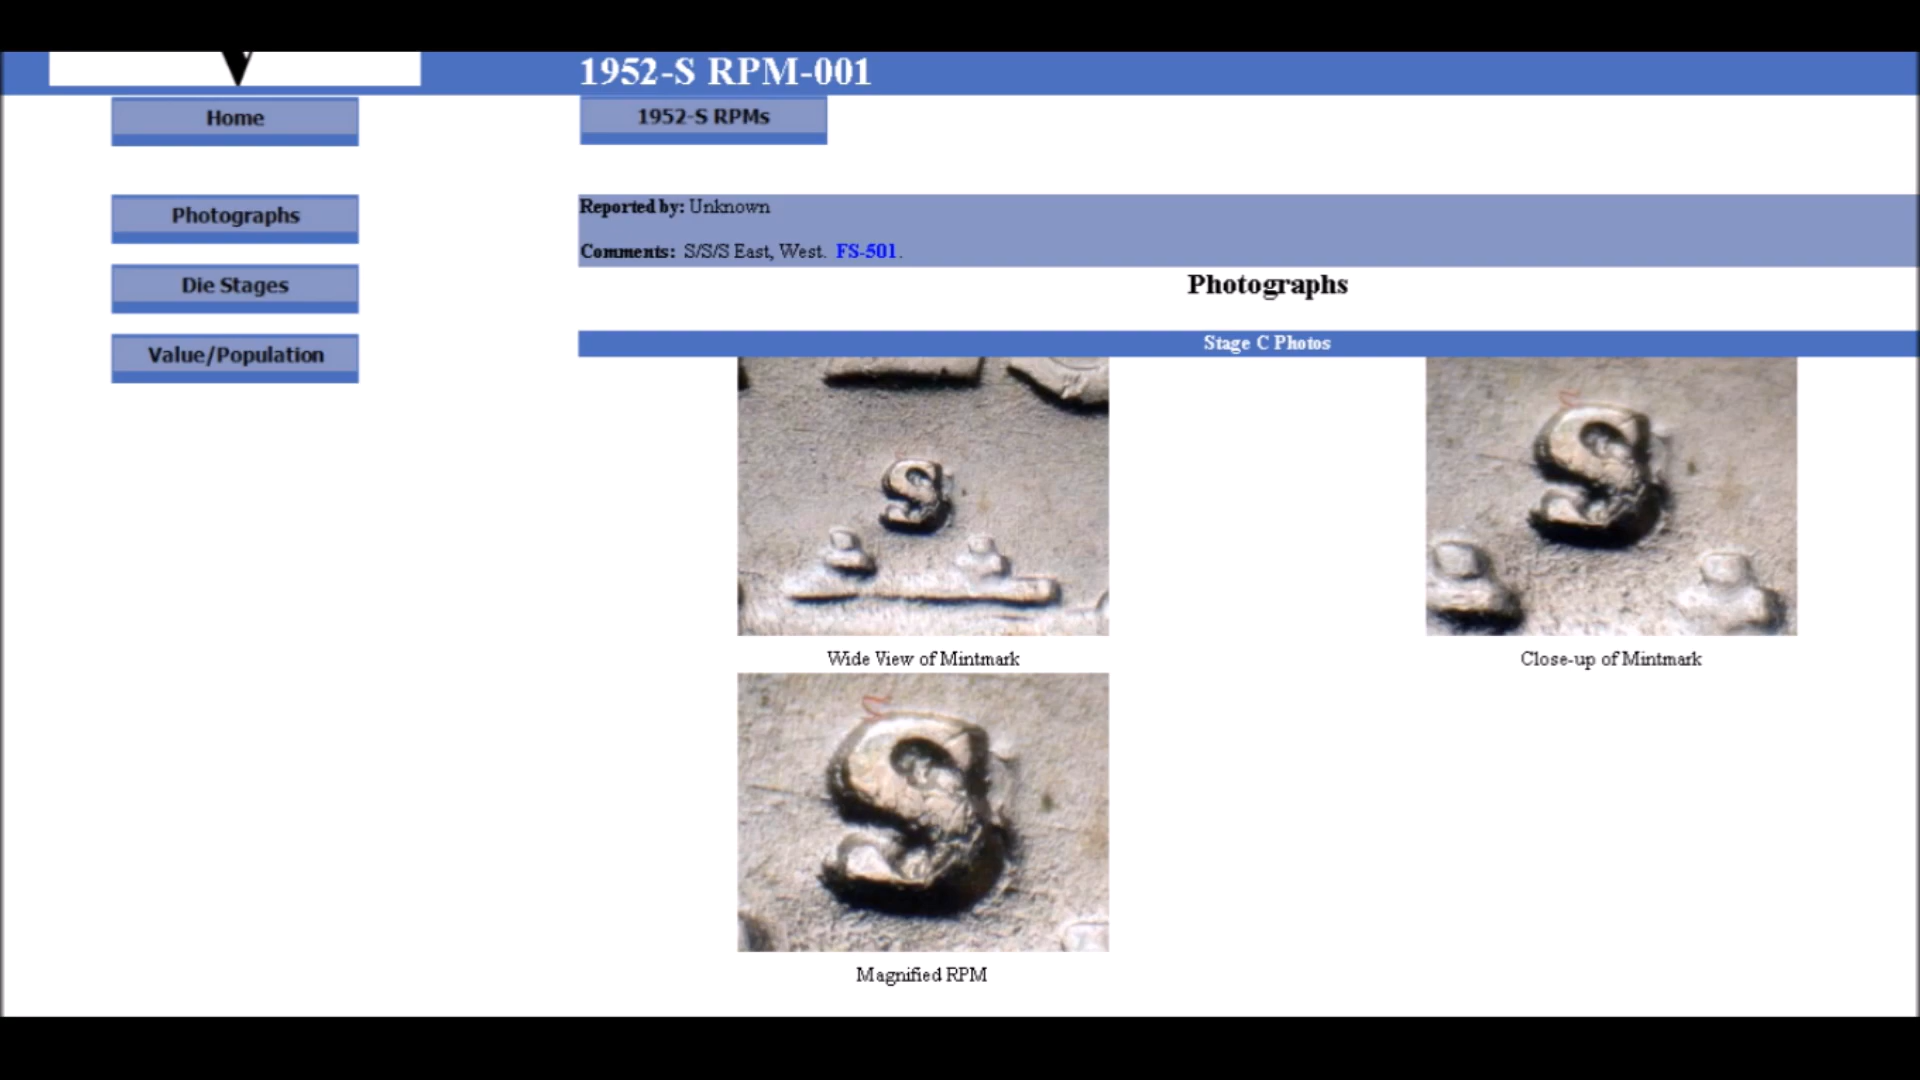 1952-S RPM-001
Home
1952-S RPMs
Photographs
Reported by: Unknown
Comments: S/S/S East, West. FS-501.
Die Stages
Photographs
Value/Population
Stage C Photos
S
S
Wide View of Mintmark
Close-up of Mintmark
S
Magnified RPM